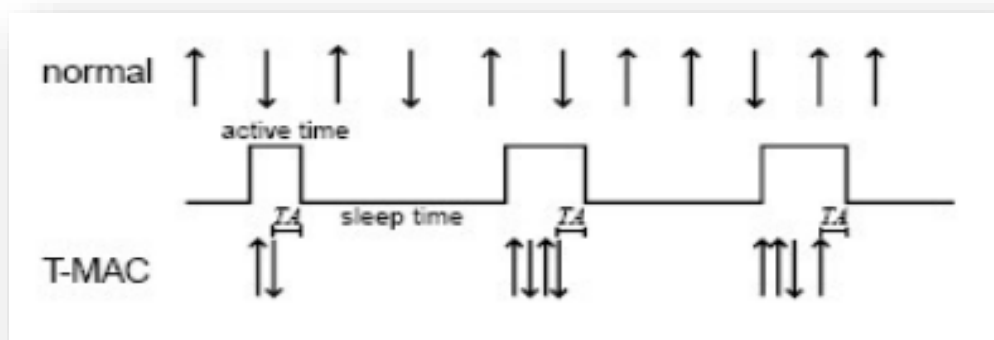 normal
active time
TA
sleep time
TA
TA
T-MAC